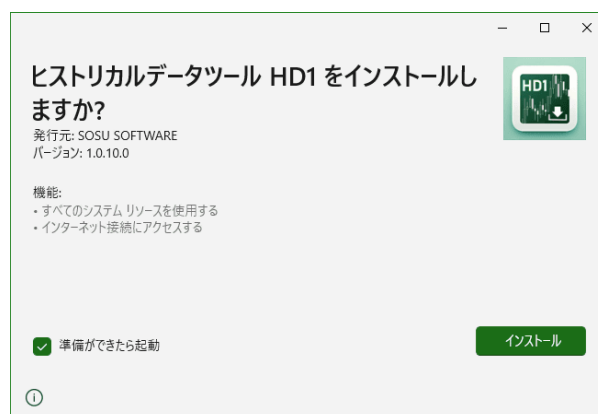 ヒストリカルデータツール HD1 をインストールし
ますか?
HD1
発行元: SOSU SOFTWARE
バージョン: 1.0.10.0
機能:
• すべてのシステム リソースを使用する
• インターネット接続にアクセスする
準備ができたら起動
インストール